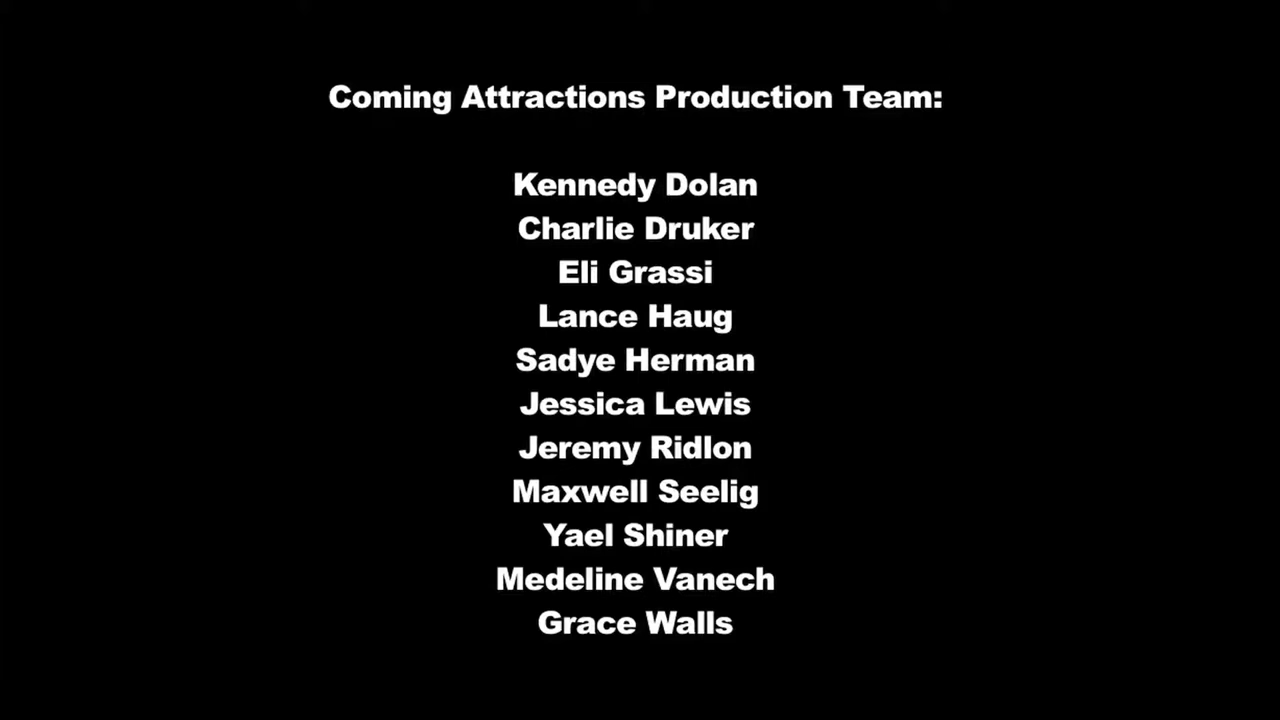 Coming Attractions Production Team:
Kennedy Dolan
Charlie Druker
Eli Grassi
Lance Haug
Sadye Herman
Jessica Lewis
Jeremy Ridlon
Maxwell Seelig
Yael Shiner
Medeline Vanech
Grace Walls